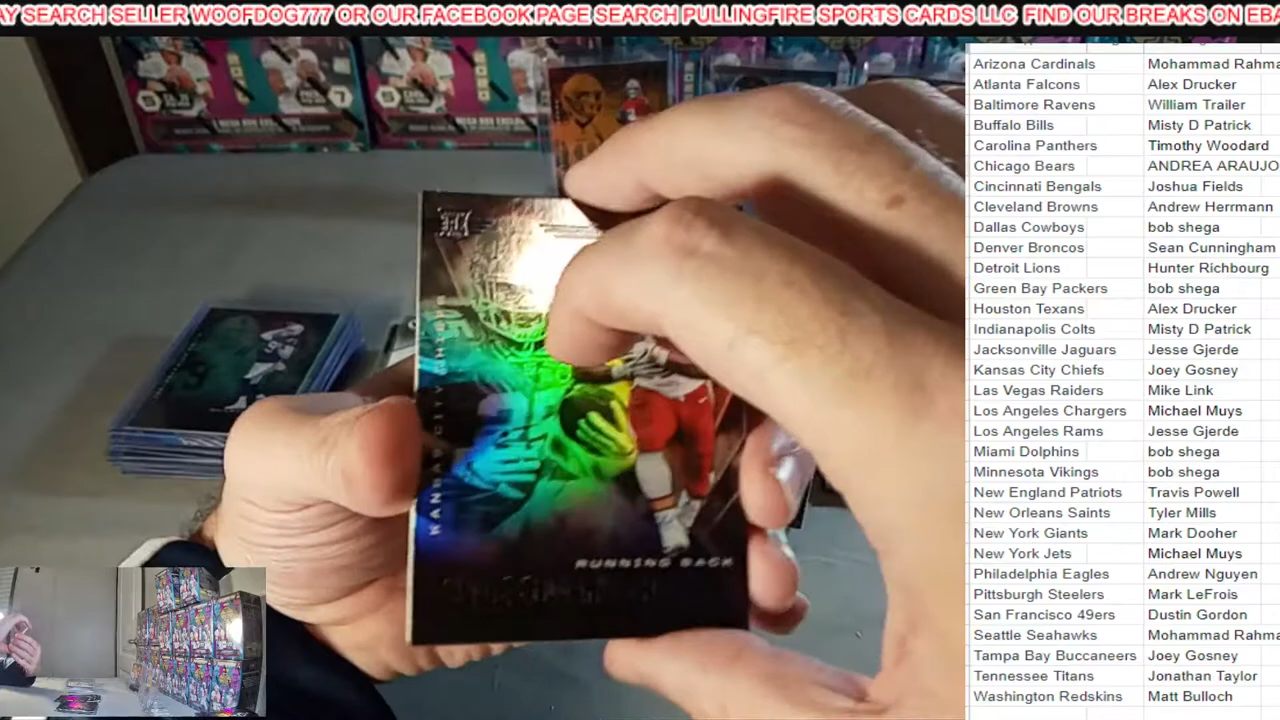 AY SEARCH SELLER WOOFDOG777 OR OUR FACEBOOK PAGE SEARCH PULLINGFIRE SPORTS CARDS LLC FIND OUR BREAKS ON EBA
Arizona Cardinals Mohammad Rahma
Atlanta Falcons Alex Drucker
Baltimore Ravens William Trailer
Buffalo Bills Misty D Patrick
Carolina Panthers Timothy Woodard
Chicago Bears ANDREA ARAUJO
Cincinnati Bengals Joshua Fields
Cleveland Browns Andrew Herrmann
Dallas Cowboys bob shega
Denver Broncos Sean Cunningham
Detroit Lions Hunter Richbourg
Green Bay Packers bob shega
Houston Texans Alex Drucker
Indianapolis Colts Misty D Patrick
Jacksonville Jaguars Jesse Gjerde
Kansas City Chiefs Joey Gosney
Las Vegas Raiders Mike Link
Los Angeles Chargers Michael Muys
Los Angeles Rams Jesse Gjerde
Miami Dolphins bob shega
Minnesota Vikings bob shega
New England Patriots Travis Powell
New Orleans Saints Tyler Mills
New York Giants Mark Dooher
New York Jets Michael Muys
Philadelphia Eagles Andrew Nguyen
Pittsburgh Steelers Mark LeFrois
San Francisco 49ers Dustin Gordon
Seattle Seahawks Mohammad Rahma
Tampa Bay Buccaneers Joey Gosney
Tennessee Titans Jonathan Taylor
Washington Redskins Matt Bulloch
KANSAS CITY CHIEFS
RUNNING BACK